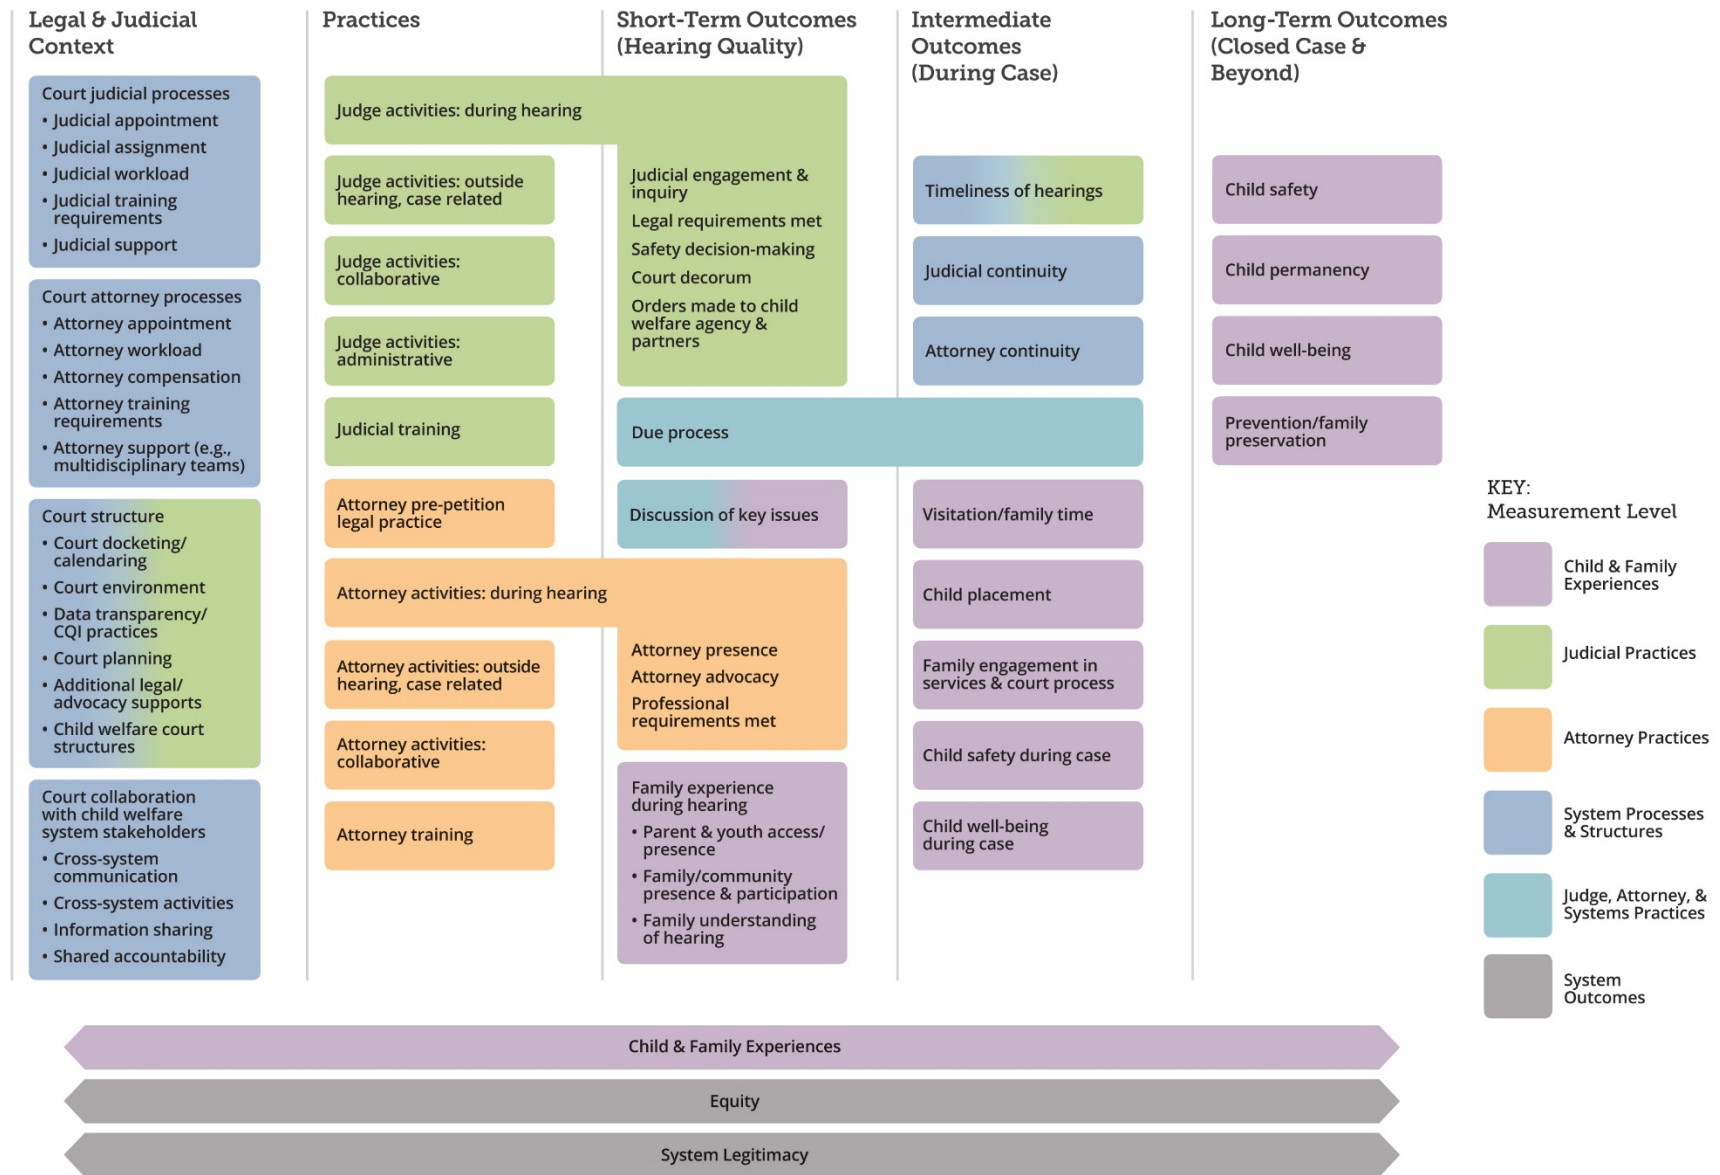 Legal & Judicial
Context
Court judicial processes
• Judicial appointment
• Judicial assignment
• Judicial workload
• Judicial training
requirements
• Judicial support
Court attorney processes
• Attorney appointment
• Attorney workload
• Attorney compensation
• Attorney training
requirements
• Attorney support (e.g.,
multidisciplinary teams)
Court structure
• Court docketing/
calendaring
• Court environment
• Data transparency/
CQI practices
• Court planning
• Additional legal/
advocacy supports
• Child welfare court
structures
Court collaboration
with child welfare
system stakeholders
• Cross-system
communication
• Cross-system activities
• Information sharing
• Shared accountability
Practices
Judge activities: during hearing
Judge activities: outside
hearing, case related
Judge activities:
collaborative
Judge activities:
administrative
Judicial training
Attorney pre-petition
legal practice
Attorney activities: during hearing
Attorney activities: outside
hearing, case related
Attorney activities:
collaborative
Attorney training
Short-Term Outcomes
(Hearing Quality)
Judicial engagement &
inquiry
Legal requirements met
Safety decision-making
Court decorum
Orders made to child
welfare agency &
partners
Due process
Discussion of key issues
Attorney presence
Attorney advocacy
Professional
requirements met
Family experience
during hearing
• Parent & youth access/
presence
• Family/community
presence & participation
• Family understanding
of hearing
Intermediate
Outcomes
(During Case)
Timeliness of hearings
Judicial continuity
Attorney continuity
Visitation/family time
Child placement
Family engagement in
services & court process
Child safety during case
Child well-being
during case
Long-Term Outcomes
(Closed Case &
Beyond)
Child safety
Child permanency
Child well-being
Prevention/family
preservation
KEY:
Measurement Level
Child & Family
Experiences
Judicial Practices
Attorney Practices
System Processes
& Structures
Judge, Attorney, &
Systems Practices
System
Outcomes
Child & Family Experiences
Equity
System Legitimacy